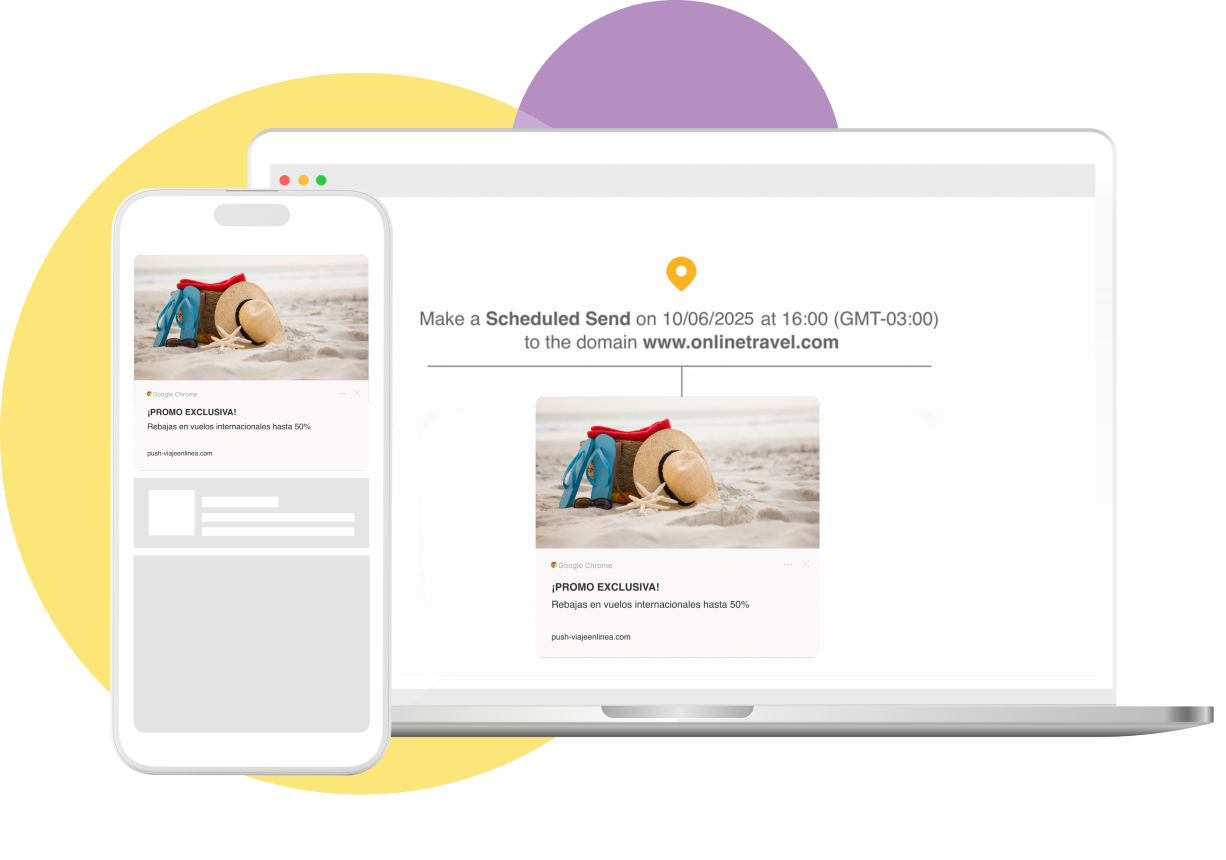 Make a Scheduled Send on 10/06/2025 at 16:00 (GMT-03:00)
to the domain www.onlinetravel.com
Google Chrome
¡PROMO EXCLUSIVA!
Rebajas en vuelos internacionales hasta 50%
push-viajeenlinea.com
Google Chrome
¡PROMO EXCLUSIVA!
Rebajas en vuelos internacionales hasta 50%
push-viajeenlinea.com